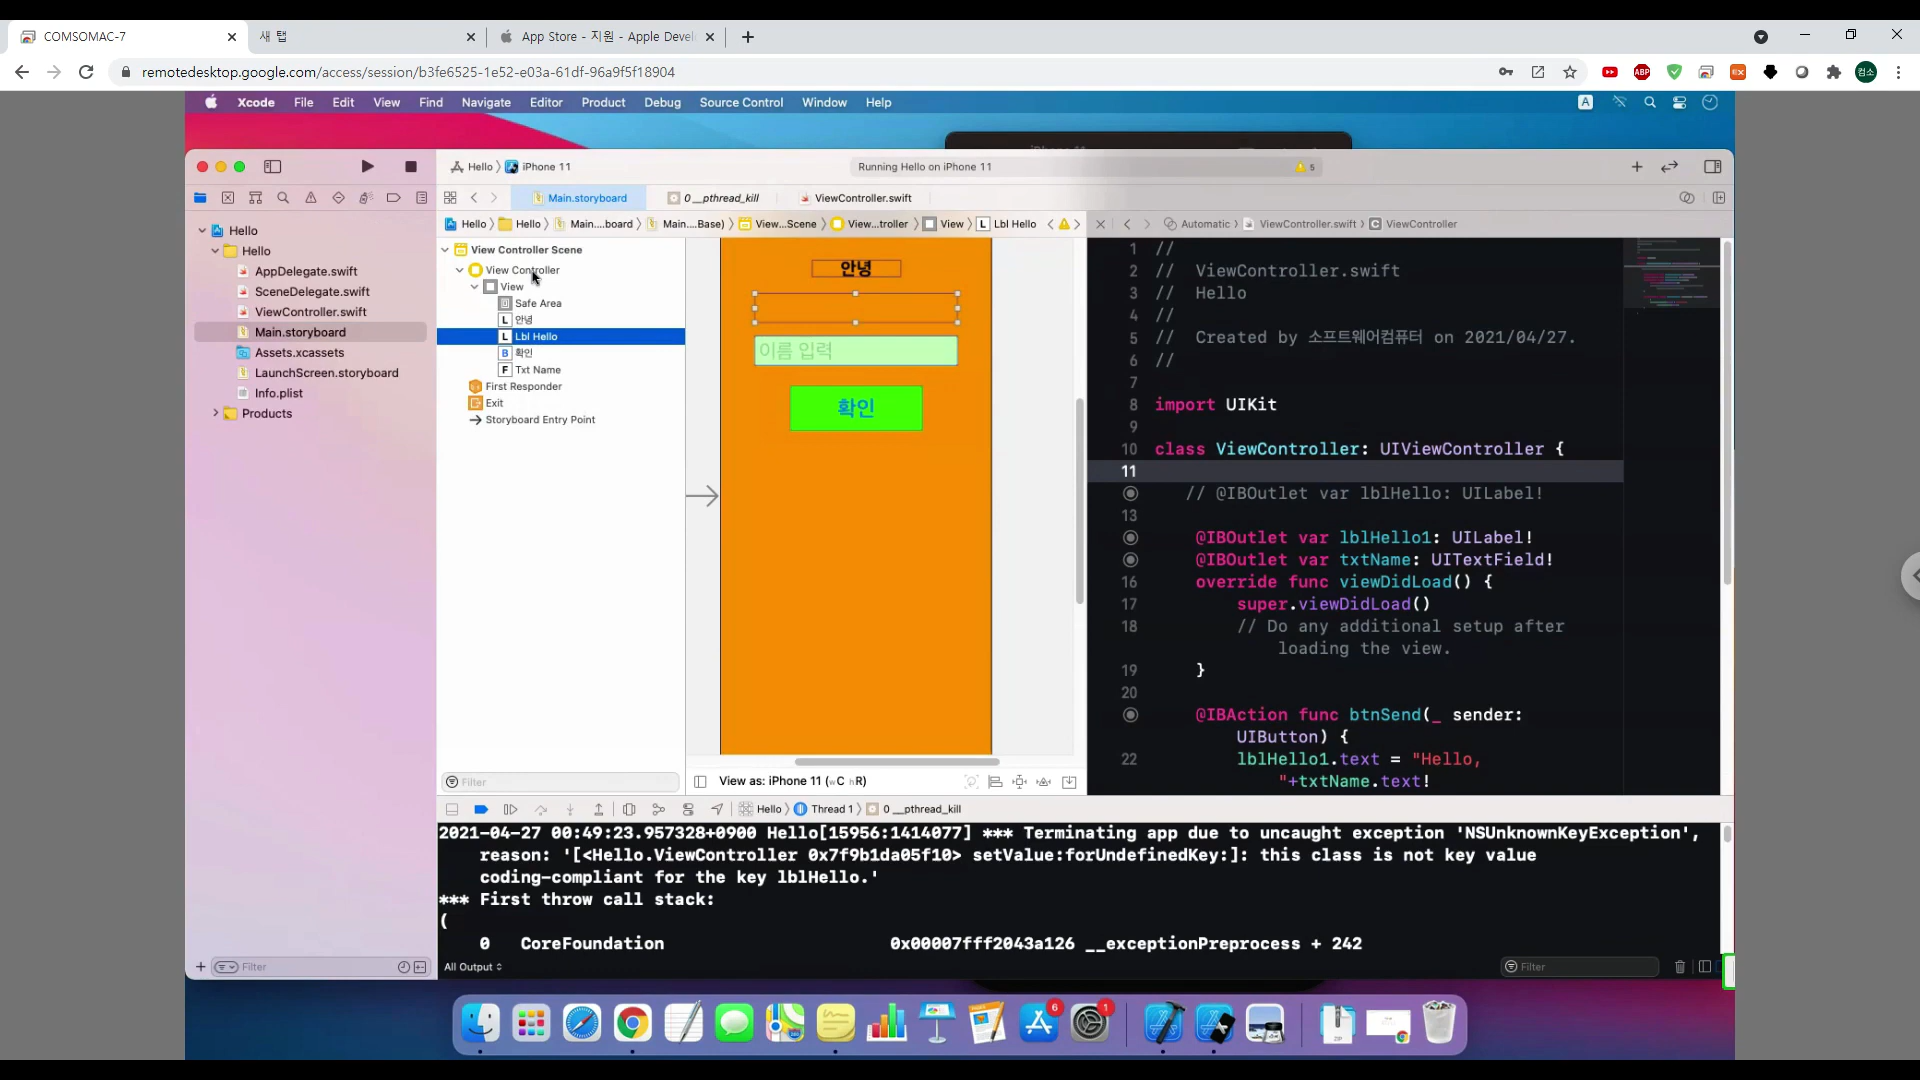 COMSOMAC-7
새 탭
App Store - 지원 - Apple Devel
remotedesktop.google.com/access/session/b3fe6525-1e52-e03a-61df-96a9f5f18904
ABP
EX
컴소
Xcode File Edit View Find Navigate Editor Product Debug Source Control Window Help
A
Hello 〉 iPhone 11
Running Hello on iPhone 11
5
Main.storyboard
0 __pthread_kill
ViewController.swift
Hello 〉 Hello 〉 Main....board 〉 Main....Base) 〉 View...Scene 〉 View...troller 〉 View 〉 L Lbl Hello
Automatic 〉 ViewController.swift 〉 C ViewController
Hello
Hello
AppDelegate.swift
SceneDelegate.swift
ViewController.swift
Main.storyboard
Assets.xcassets
LaunchScreen.storyboard
Info.plist
Products
Filter
View Controller Scene
View Controller
View
Safe Area
L 안녕
L Lbl Hello
B 확인
F Txt Name
First Responder
Exit
Storyboard Entry Point
Filter
안녕
이름 입력
확인
View as: iPhone 11 (wC hR)
1 //
2 // ViewController.swift
3 // Hello
4 //
5 // Created by 소프트웨어컴퓨터 on 2021/04/27.
6 //
7
8 import UIKit
9
10 class ViewController: UIViewController {
11
// @IBOutlet var lblHello: UILabel!
13
@IBOutlet var lblHello1: UILabel!
@IBOutlet var txtName: UITextField!
16 override func viewDidLoad() {
17 super.viewDidLoad()
18 // Do any additional setup after
loading the view.
19 }
20
@IBAction func btnSend(_ sender:
UIButton) {
22 lblHello1.text = "Hello,
"+txtName.text!
Hello 〉 Thread 1 〉 0 __pthread_kill
2021-04-27 00:49:23.957328+0900 Hello[15956:1414077] *** Terminating app due to uncaught exception 'NSUnknownKeyException',
reason: '[<Hello.ViewController 0x7f9b1da05f10> setValue:forUndefinedKey:]: this class is not key value
coding-compliant for the key lblHello.'
*** First throw call stack:
(
0 CoreFoundation 0x00007fff2043a126 __exceptionPreprocess + 242
All Output
Filter
6
1
ZIP